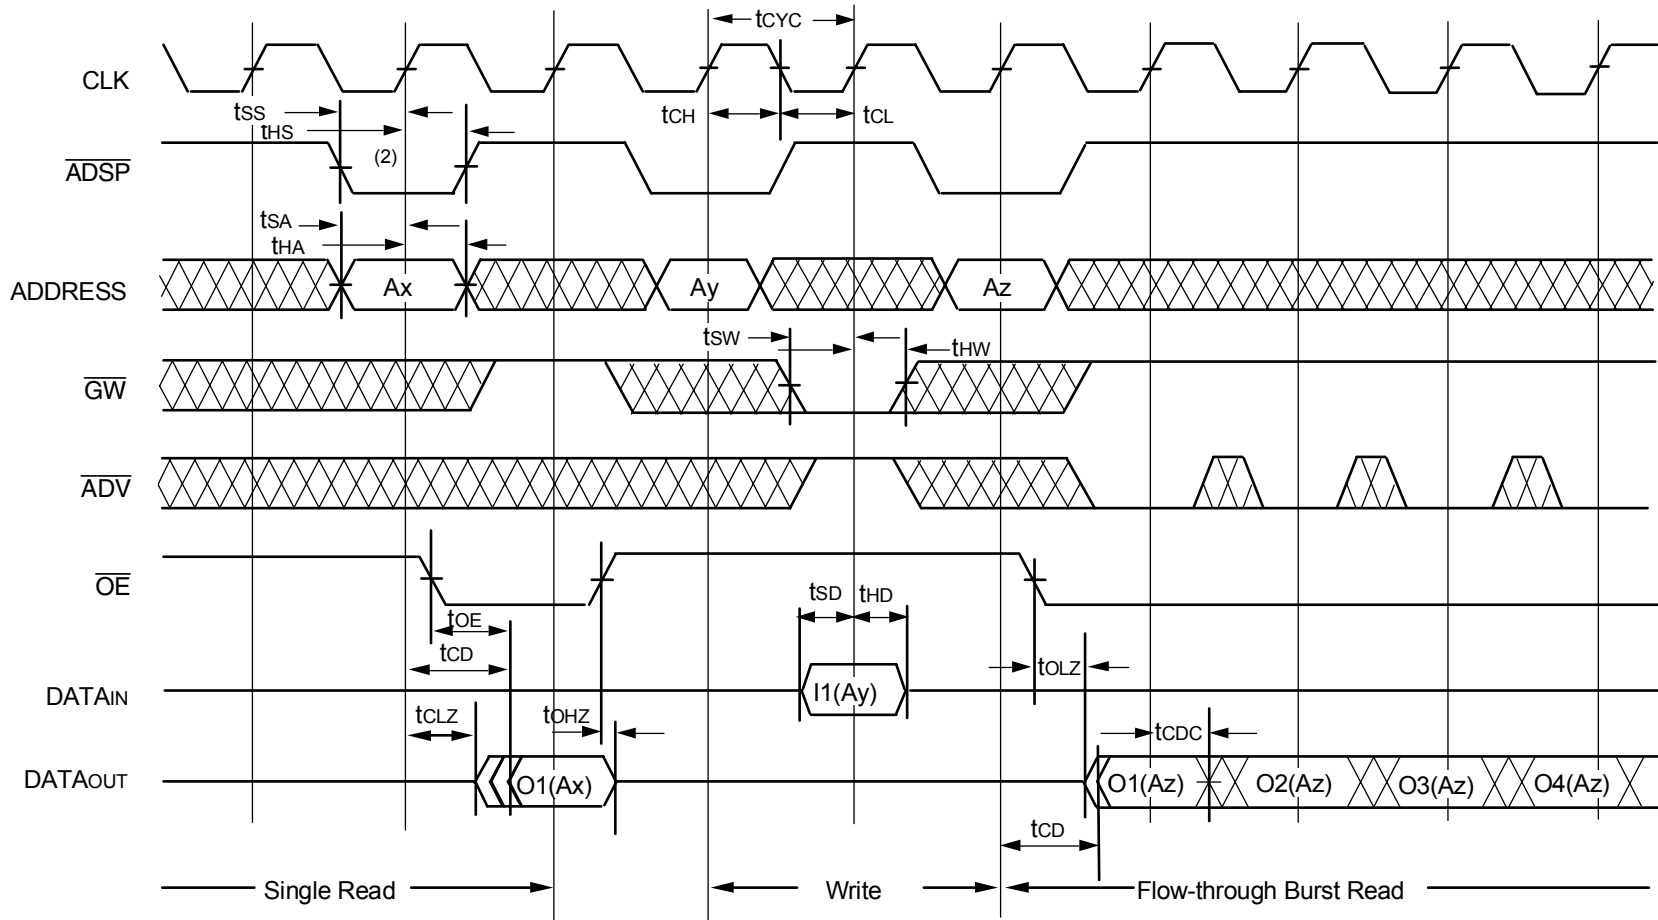 tCYC
CLK
tSS
tCH
tCL
tHS
(2)
ADSP
tSA
tHA
ADDRESS
Ax
Ay
Az
tSW
tHW
GW
ADV
OE
tSD
tHD
tOE
tCD
tOLZ
DATAIN
I1(Ay)
tCLZ
tOHZ
tCDC
DATAOUT
O1(Ax)
O1(Az)
O2(Az)
O3(Az)
O4(Az)
tCD
Single Read
Write
Flow-through Burst Read